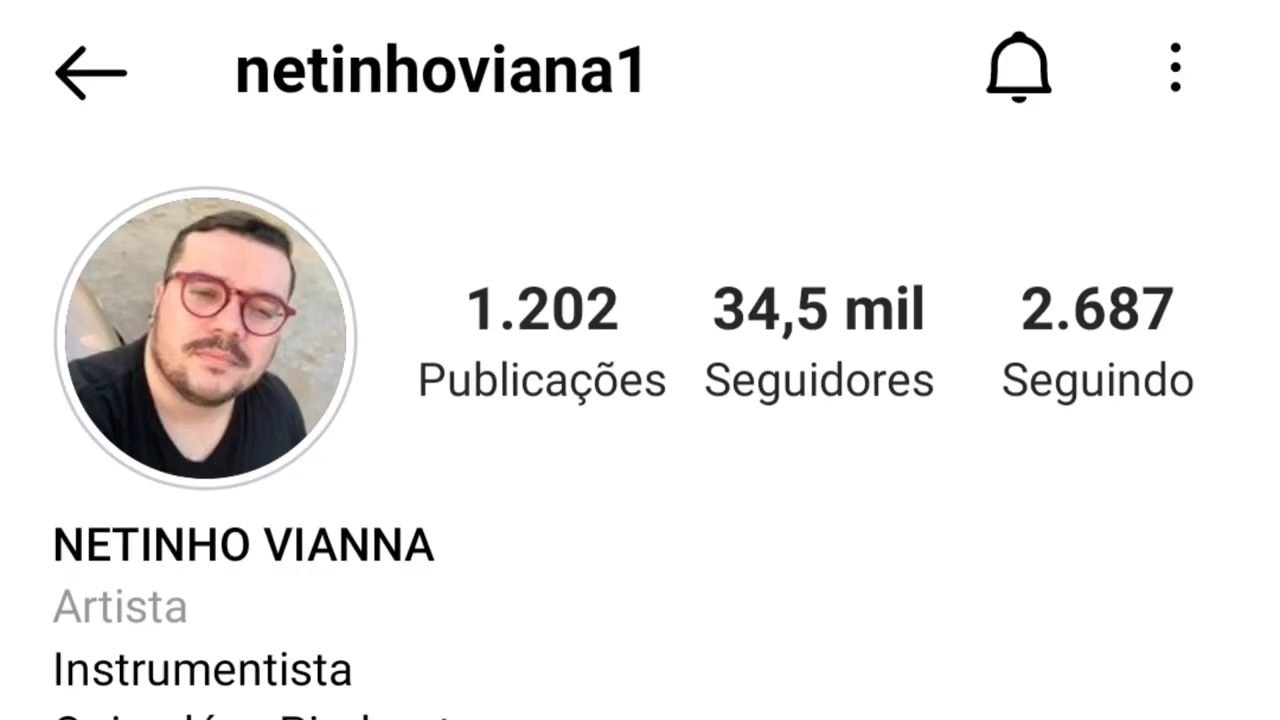 netinhoviana1
1.202 34,5 mil 2.687
Publicações Seguidores Seguindo
NETINHO VIANNA
Artista
Instrumentista